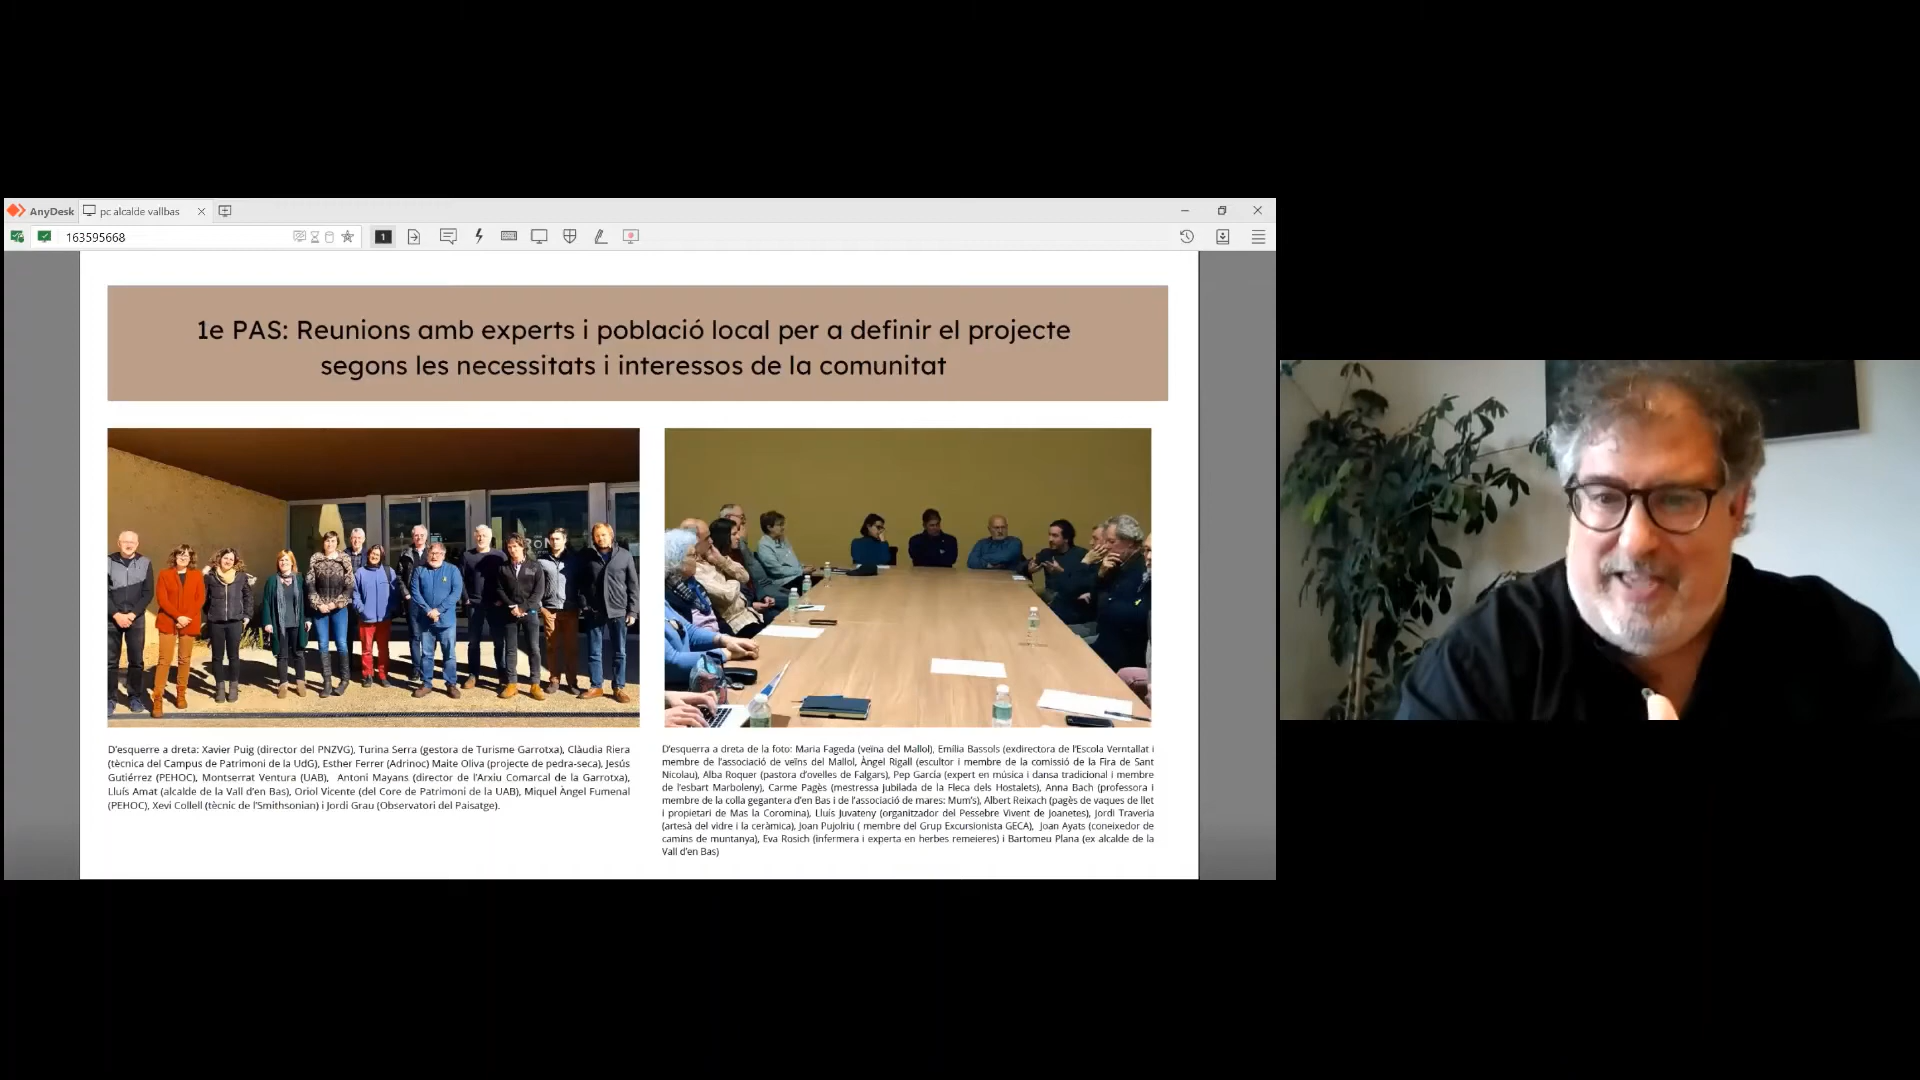 AnyDesk
pc alcalde vallbas
163595668
1
1e PAS: Reunions amb experts i població local per a definir el projecte
segons les necessitats i interessos de la comunitat
D'esquerre a dreta: Xavier Puig (director del PNZVG), Turina Serra (gestora de Turisme Garrotxa), Clàudia Riera
(tècnica del Campus de Patrimoni de la UdG), Esther Ferrer (Adrinoc) Maite Oliva (projecte de pedra-seca), Jesús
Gutiérrez (PEHOC), Montserrat Ventura (UAB), Antoni Mayans (director de l'Arxiu Comarcal de la Garrotxa),
Lluís Amat (alcalde de la Vall d'en Bas), Oriol Vicente (del Core de Patrimoni de la UAB), Miquel Àngel Fumenal
(PEHOC), Xevi Collell (tècnic de l'Smithsonian) i Jordi Grau (Observatori del Paisatge).
D'esquerra a dreta de la foto: Maria Fageda (veïna del Mallol), Emília Bassols (exdirectora de l'Escola Verntallat i
membre de l'associació de veïns del Mallol, Àngel Rigall (escultor i membre de la comissió de la Fira de Sant
Nicolau), Alba Roquer (pastora d'ovelles de Falgars), Pep García (expert en música i dansa tradicional i membre
de l'esbart Marboleny), Carme Pagès (mestressa jubilada de la Fleca dels Hostalets), Anna Bach (professora i
membre de la colla gegantera d'en Bas i de l'associació de mares: Mum's), Albert Reixach (pagès de vaques de llet
i propietari de Mas la Coromina), Lluís Juvateny (organitzador del Pessebre Vivent de Joanetes), Jordi Traveria
(artesà del vidre i la ceràmica), Joan Pujolriu ( membre del Grup Excursionista GECA), Joan Ayats (coneixedor de
camins de muntanya), Eva Rosich (infermera i experta en herbes remeieres) i Bartomeu Plana (ex alcalde de la
Vall d'en Bas)